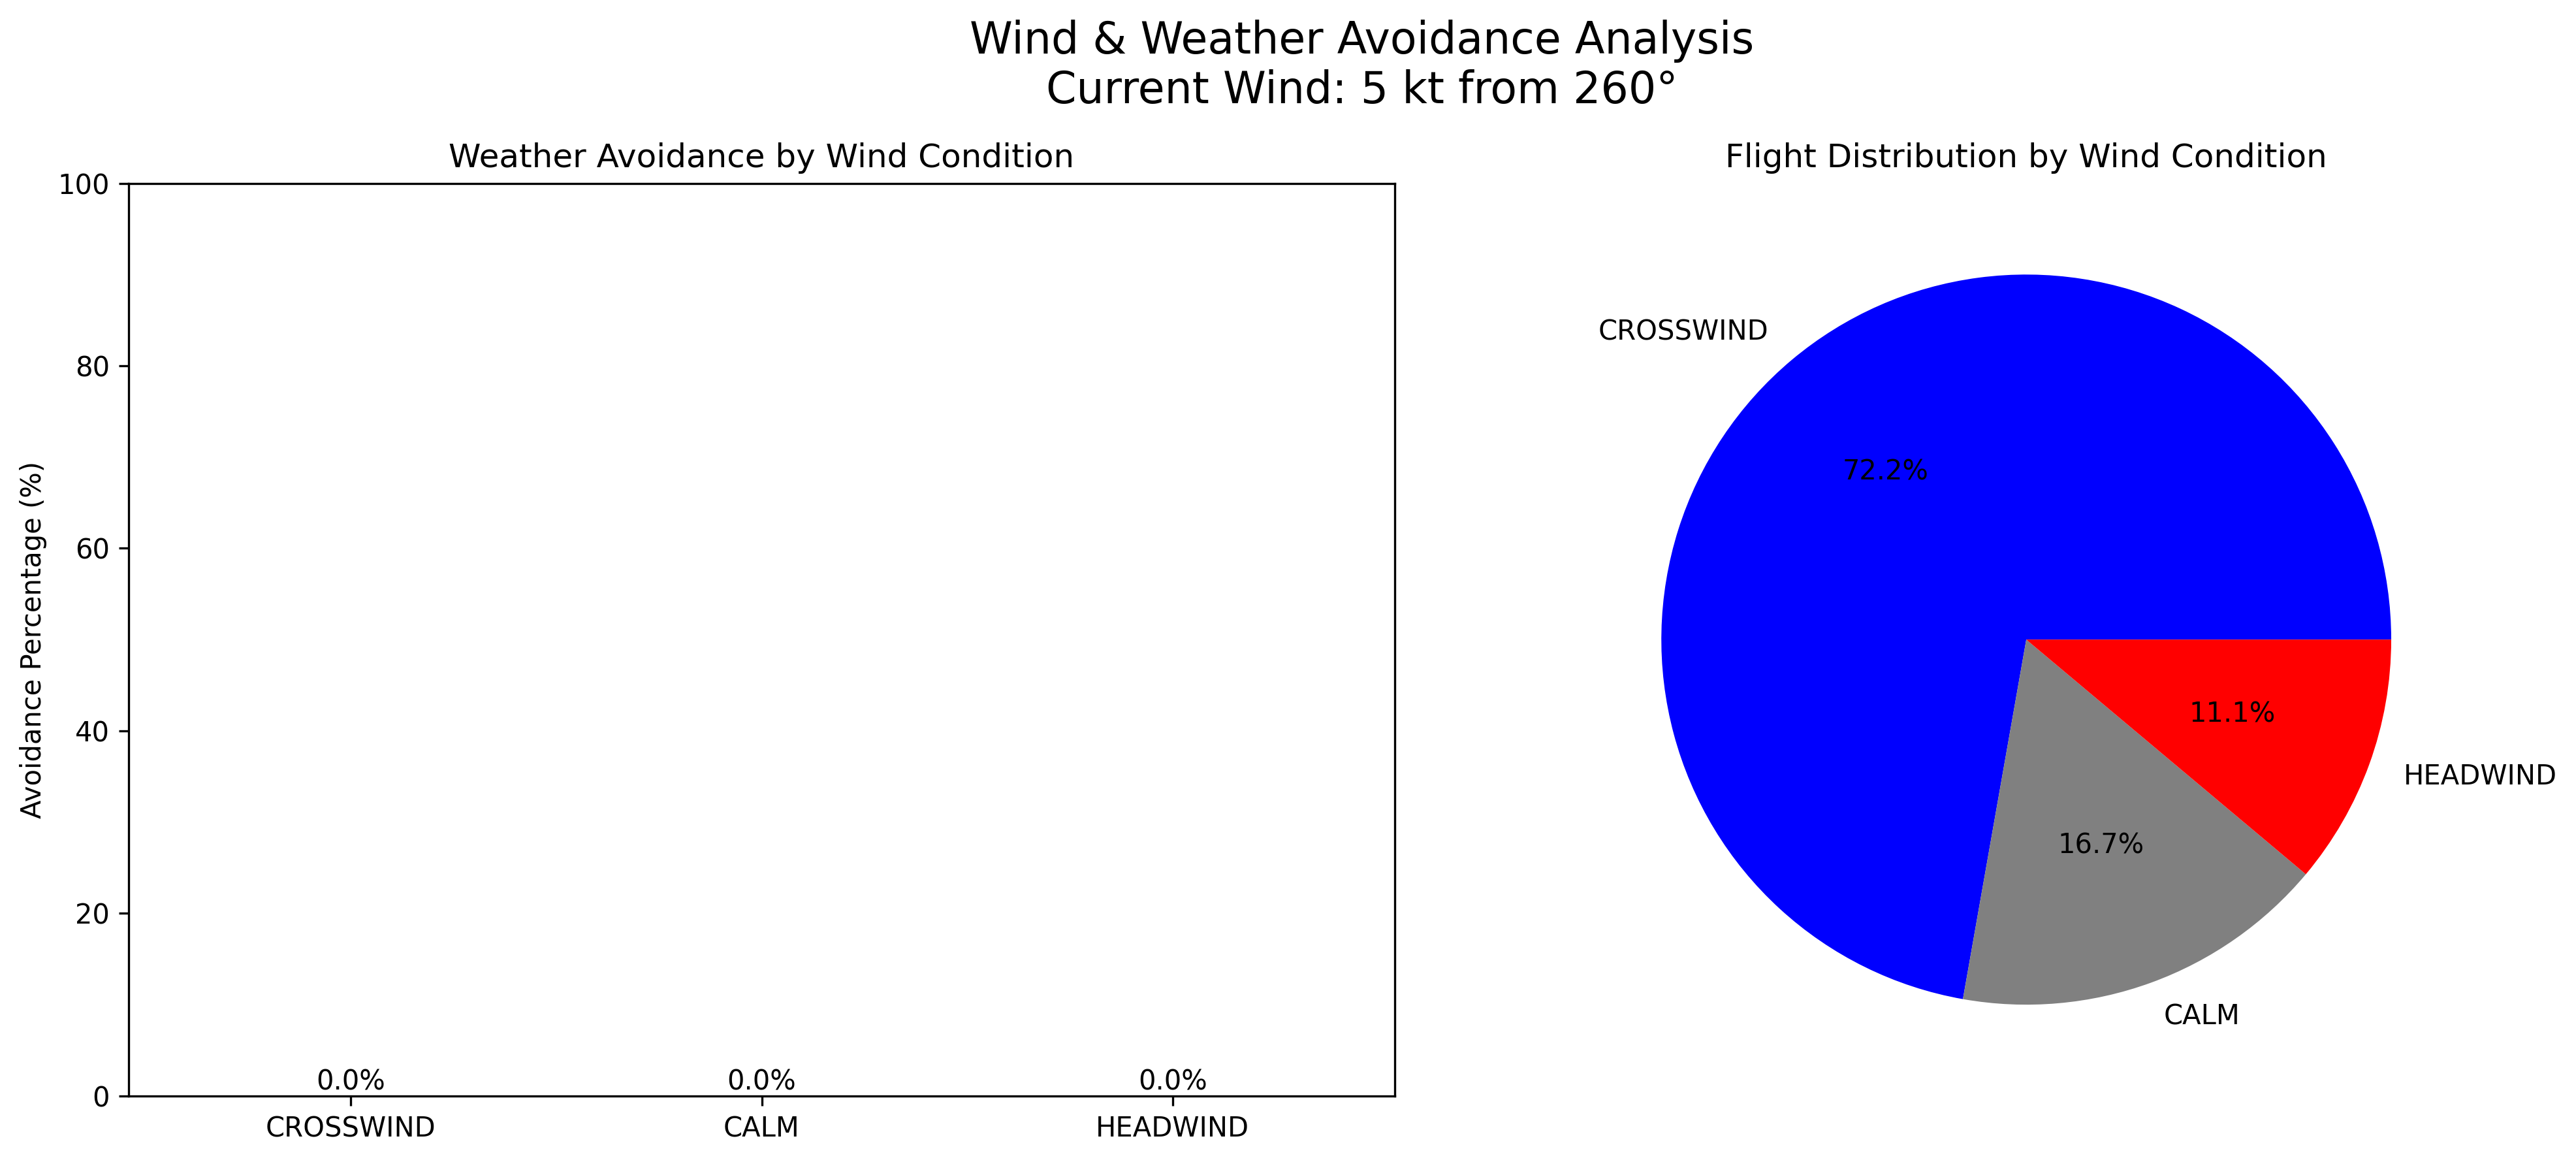 Wind & Weather Avoidance Analysis
Current Wind: 5 kt from 260°
Weather Avoidance by Wind Condition
Avoidance Percentage (%)
100
80
60
40
20
0
0.0%
0.0%
0.0%
CROSSWIND
CALM
HEADWIND
Flight Distribution by Wind Condition
CROSSWIND
72.2%
11.1%
HEADWIND
16.7%
CALM